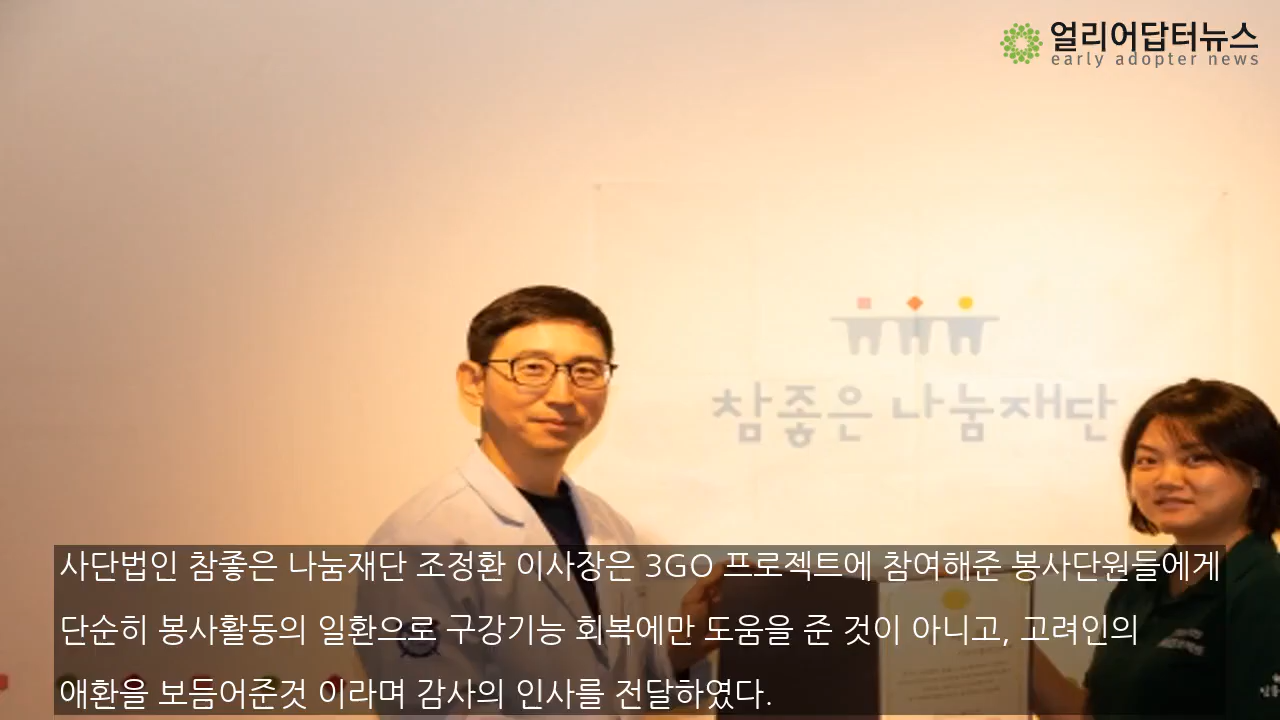 얼리어답터뉴스
early adopter news
참좋은 나눔재단
사단법인 참좋은 나눔재단 조정환 이사장은 3GO 프로젝트에 참여해준 봉사단원들에게
단순히 봉사활동의 일환으로 구강기능 회복에만 도움을 준 것이 아니고, 고려인의
애환을 보듬어준것 이라며 감사의 인사를 전달하였다.